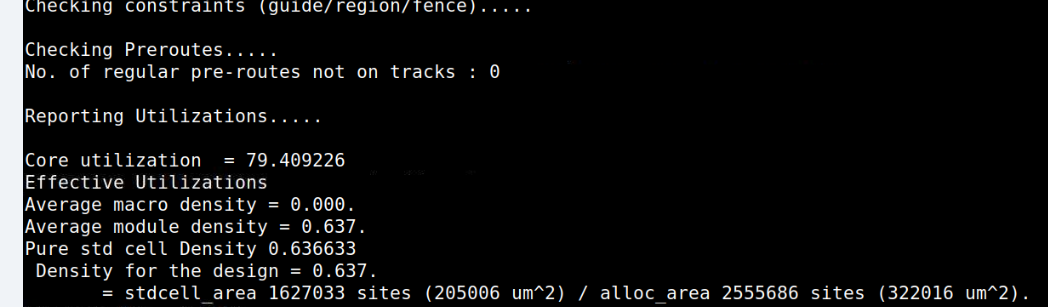 Checking constraints (guide/region/fence).....
Checking Preroutes.....
No. of regular pre-routes not on tracks : 0
Reporting Utilizations.....
Core utilization  = 79.409226
Effective Utilizations
Average macro density = 0.000.
Average module density = 0.637.
Pure std cell Density 0.636633
 Density for the design = 0.637.
       = stdcell_area 1627033 sites (205006 um^2) / alloc_area 2555686 sites (322016 um^2).